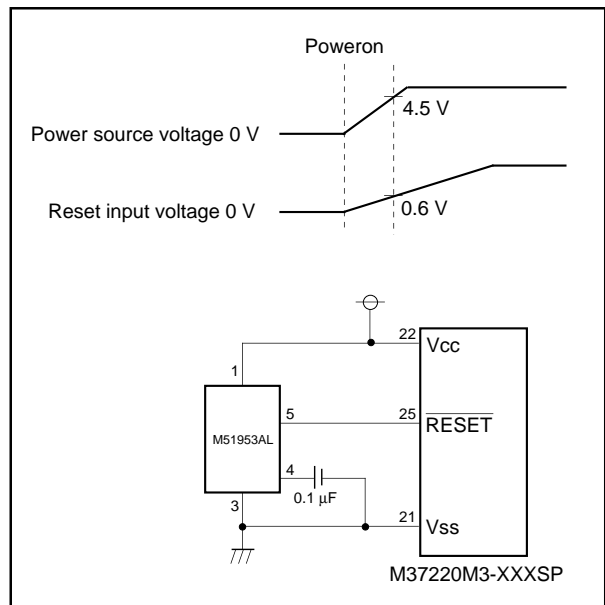 Poweron
4.5 V
Power source voltage 0 V
Reset input voltage 0 V
0.6 V
22
Vcc
1
5
25
RESET
M51953AL
4
0.1 μF
3
21
Vss
M37220M3-XXXSP